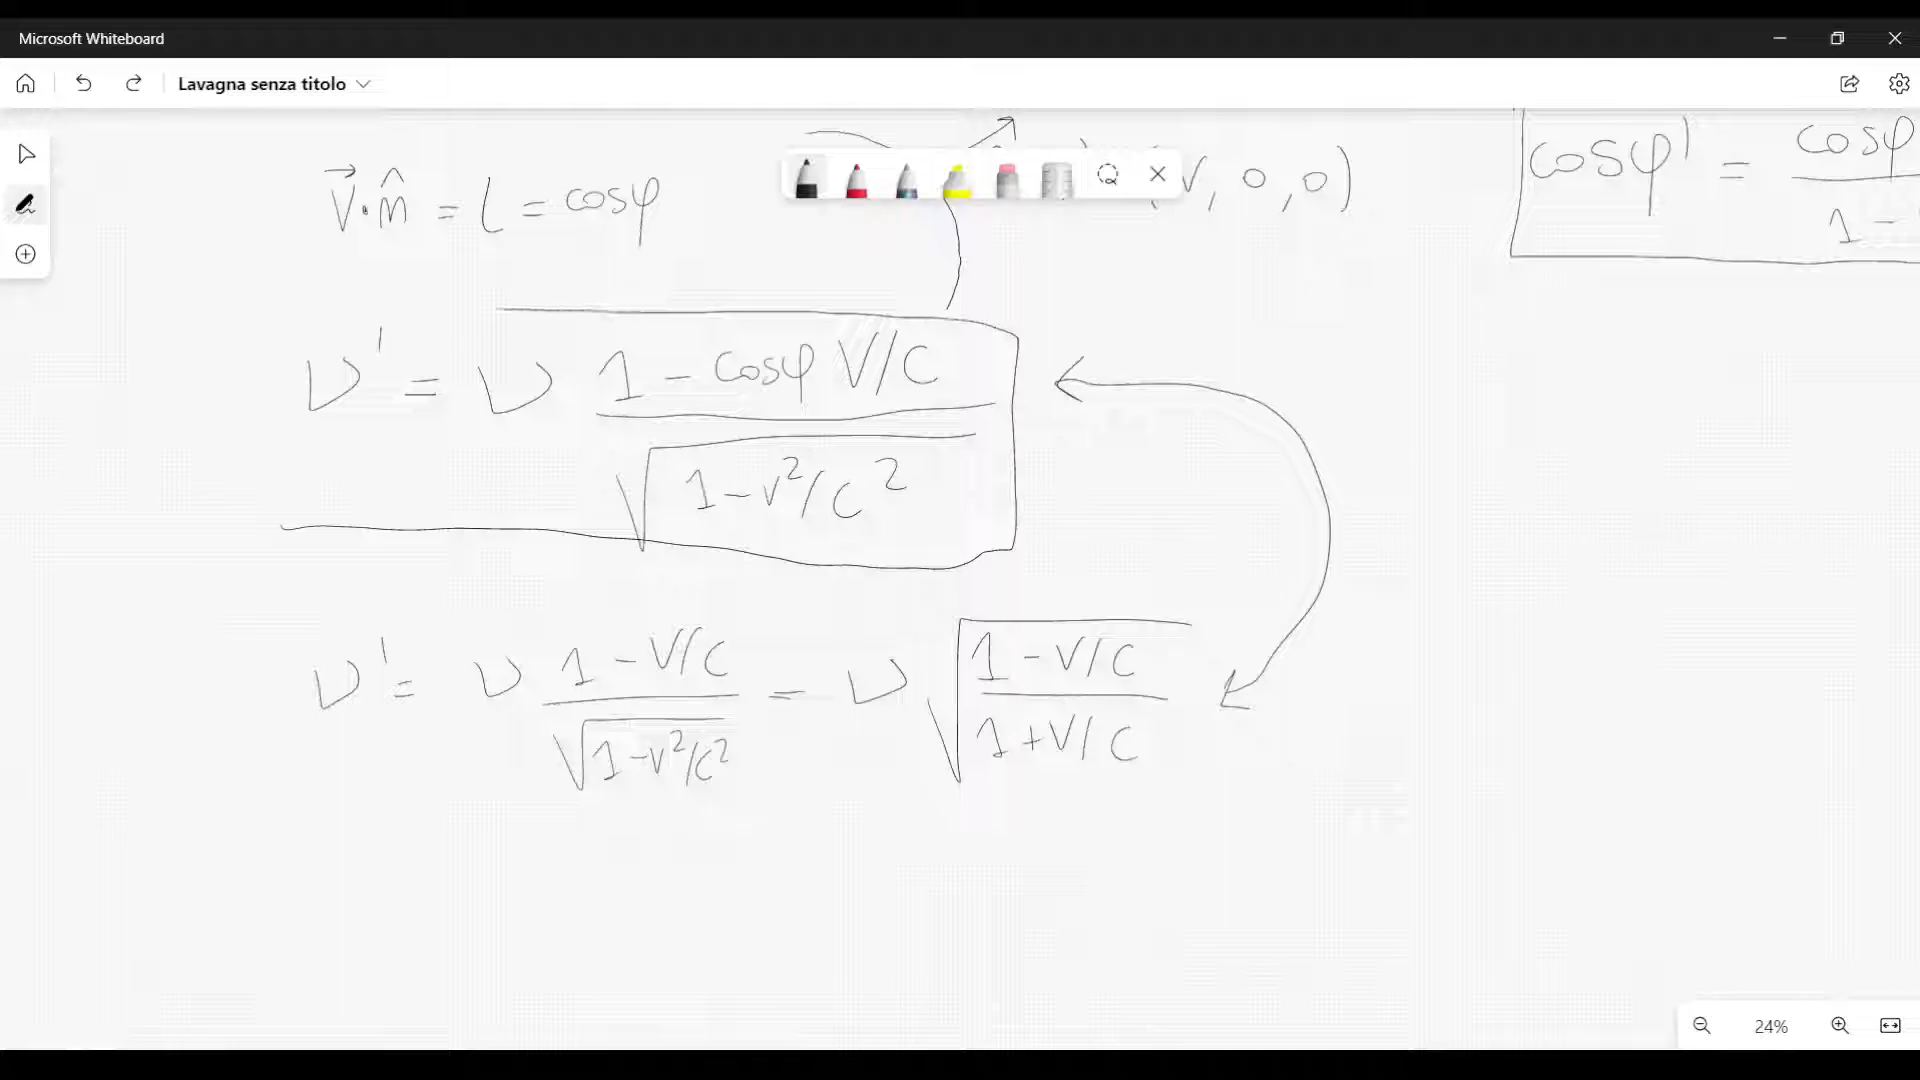 Microsoft Whiteboard
Lavagna senza titolo
V⃗·n̂ = l = cosφ
V, 0, 0)
cosφ' = cosφ / 1 -
ν' = ν (1 - cosφ V/C) / √(1 - v²/c²)
ν' = ν (1 - V/C) / √(1 - v²/c²) = ν √((1 - V/C) / (1 + V/C))
24%